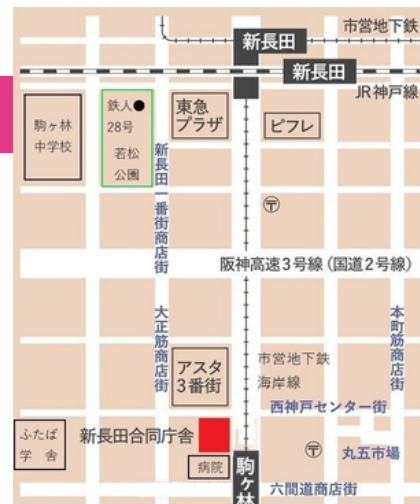 市営地下鉄
新長田
新長田
JR神戸線
駒ヶ林
中学校
鉄人
28号
若松
公園
東急
プラザ
ピフレ
新長田一番街商店街
〒
阪神高速3号線(国道2号線)
大正筋商店街
本町筋商店街
アスタ
3番街
市営地下鉄
海岸線
西神戸センター街
ふたば
学舎
新長田合同庁舎
病院
駒ヶ林
〒
丸五市場
六間道商店街